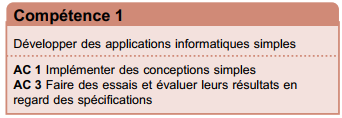 Compétence 1
Développer des applications informatiques simples
AC 1 Implémenter des conceptions simples
AC 3 Faire des essais et évaluer leurs résultats en
regard des spécifications